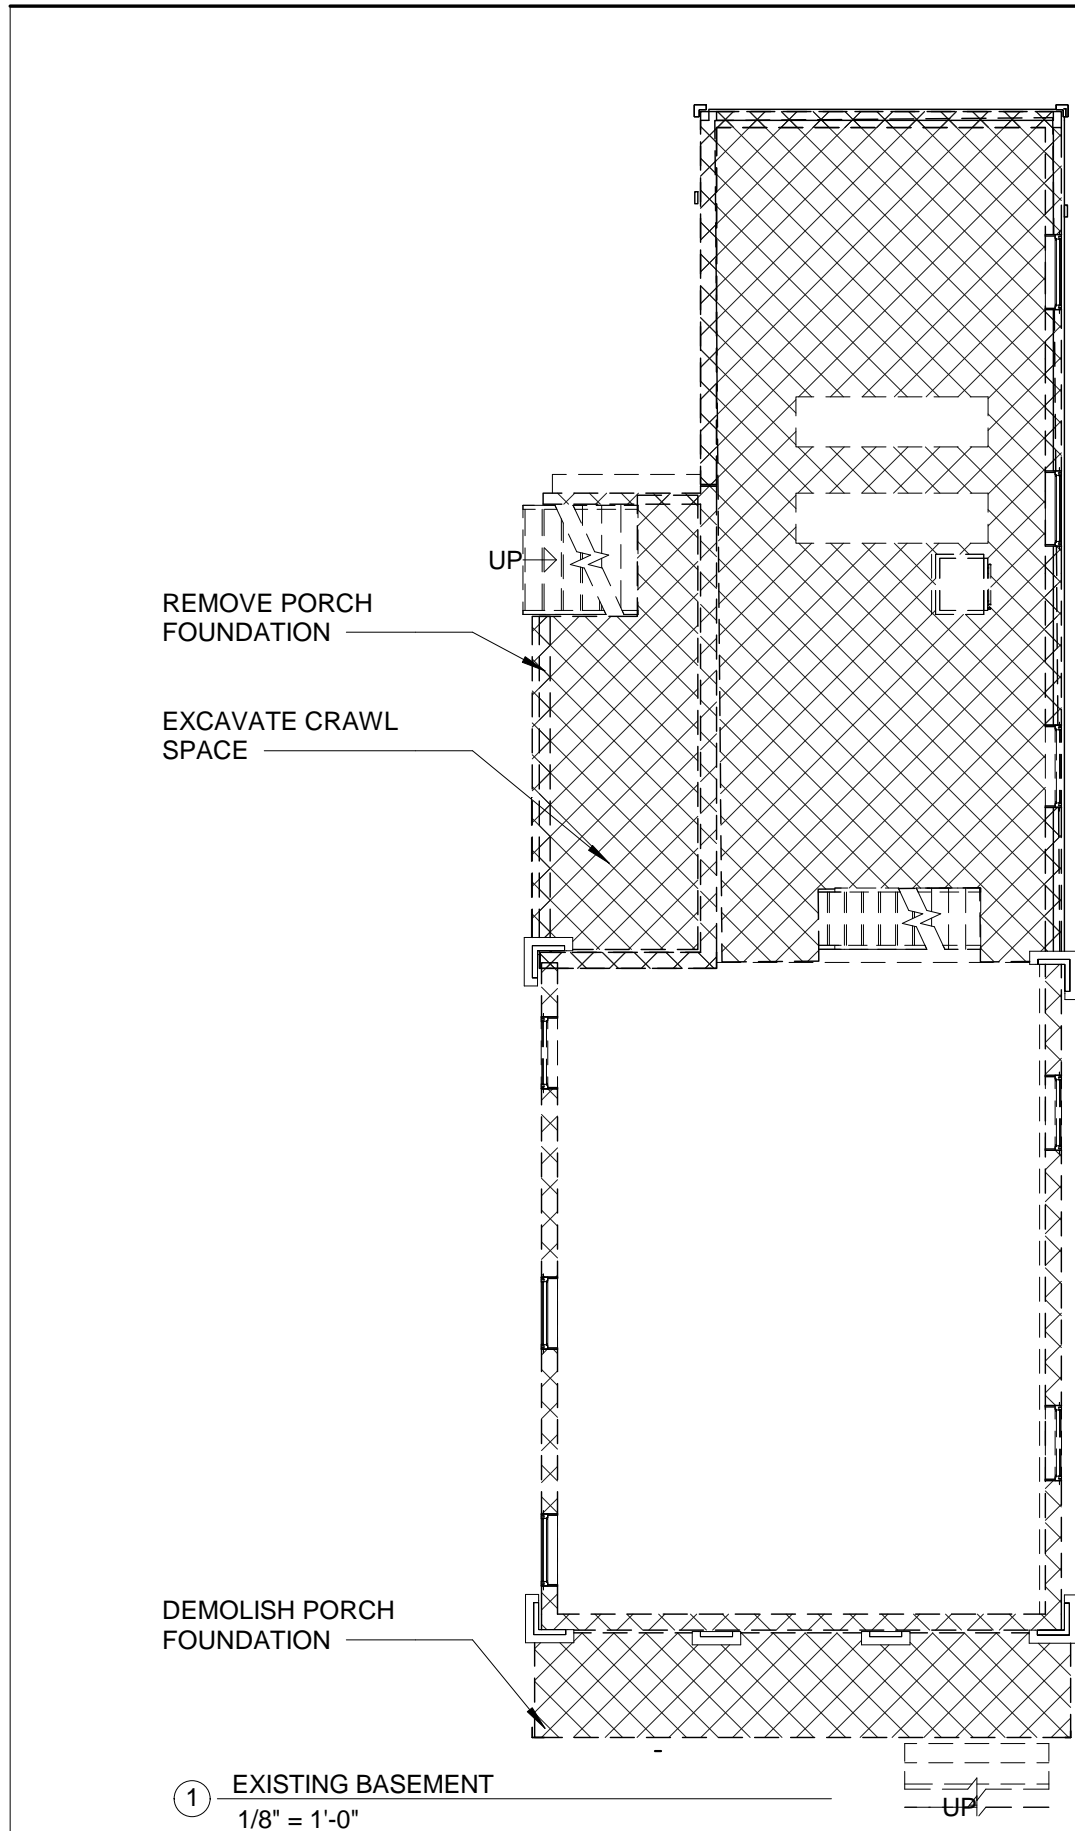 UP
REMOVE PORCH
FOUNDATION
EXCAVATE CRAWL
SPACE
DEMOLISH PORCH
FOUNDATION
1
EXISTING BASEMENT
1/8" = 1'-0"
UP